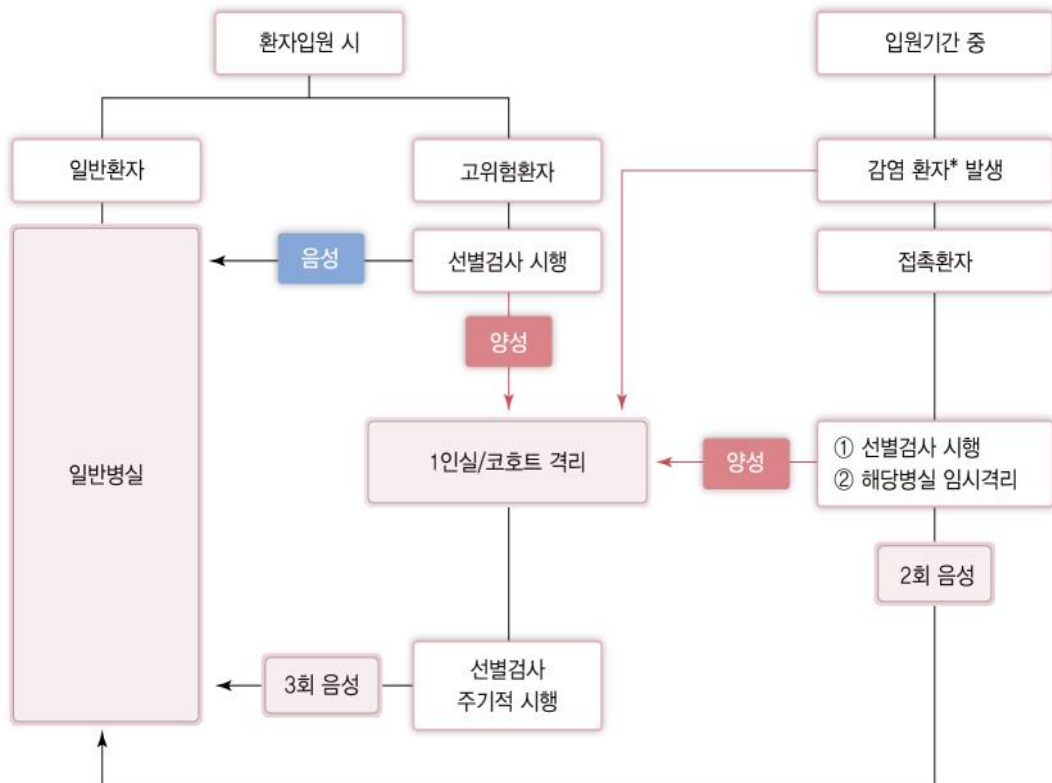 환자입원 시
입원기간 중
일반환자
고위험환자
감염 환자* 발생
음성
선별검사 시행
접촉환자
양성
일반병실
1인실/코호트 격리
양성
① 선별검사 시행
② 해당병실 임시격리
2회 음성
3회 음성
선별검사
주기적 시행